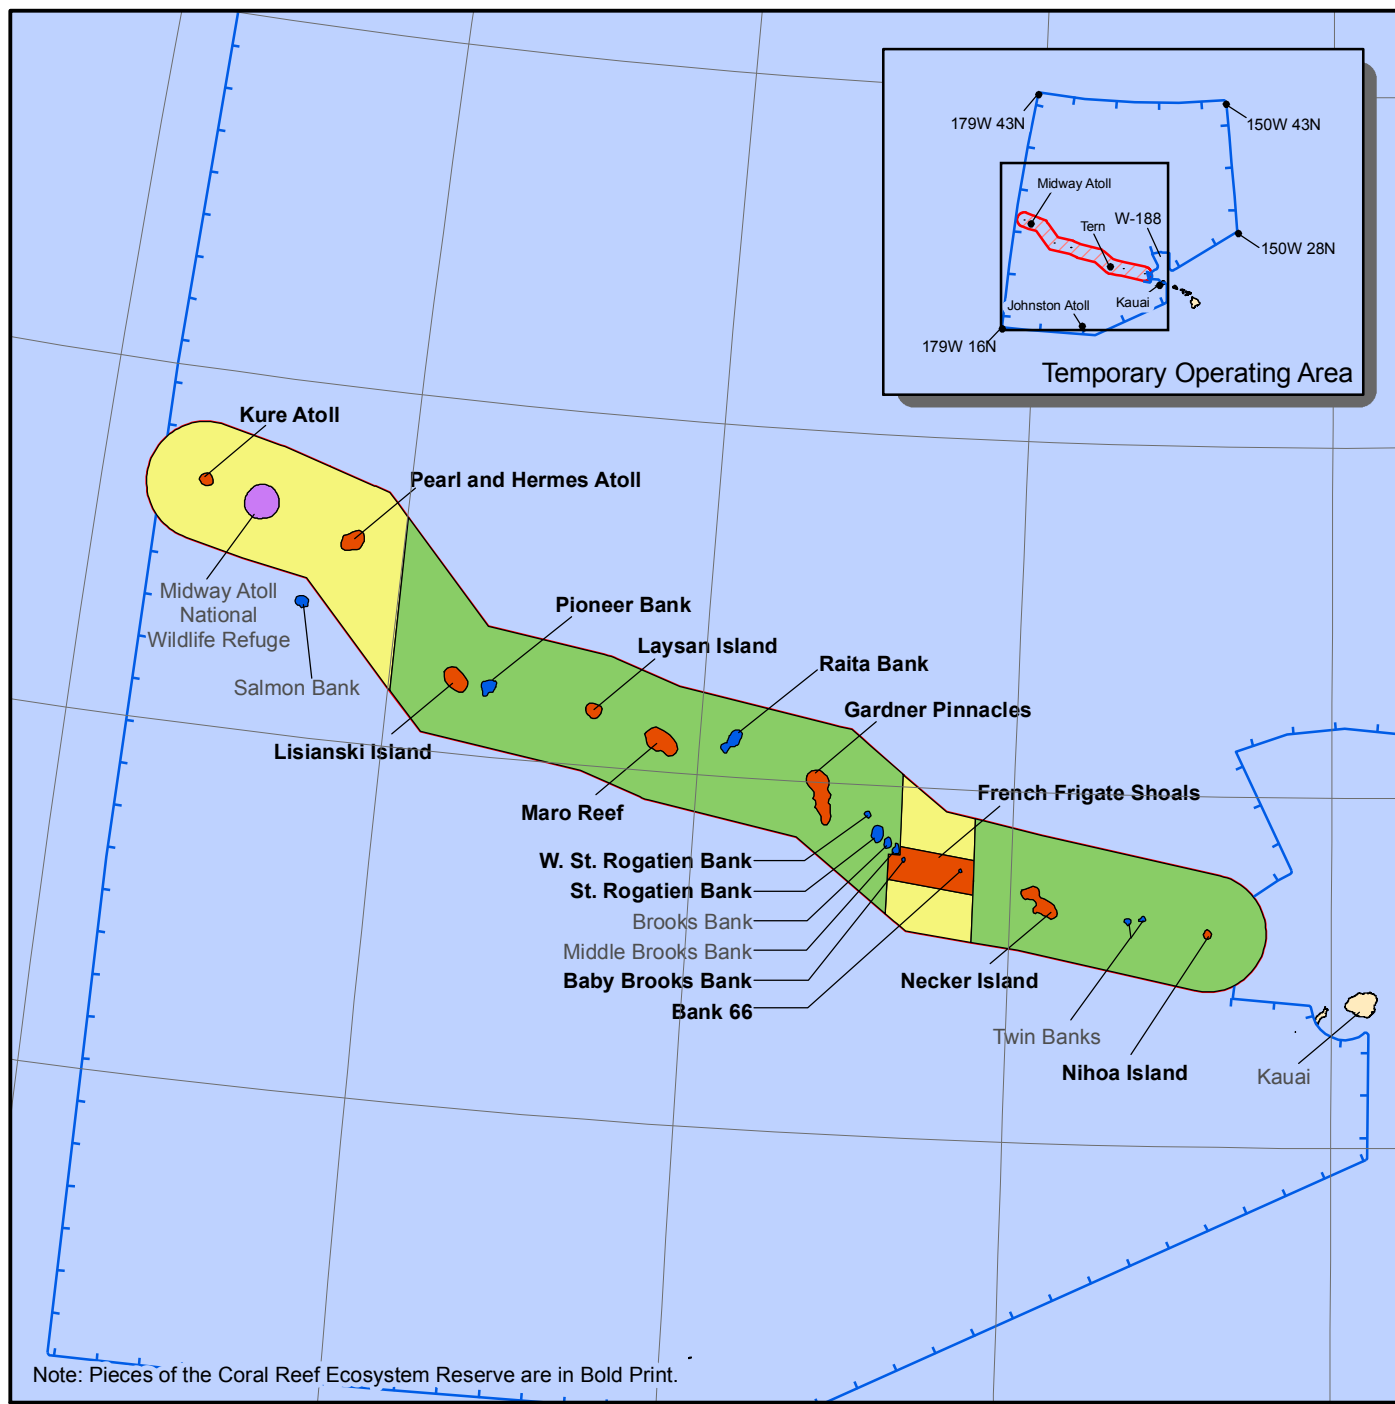 179W 43N
150W 43N
Midway Atoll
W-188
Tern
150W 28N
Kauai
Johnston Atoll
179W 16N
Temporary Operating Area
Kure Atoll
Pearl and Hermes Atoll
Midway Atoll
National
Wildlife Refuge
Salmon Bank
Pioneer Bank
Laysan Island
Raita Bank
Gardner Pinnacles
Lisianski Island
Maro Reef
French Frigate Shoals
W. St. Rogatien Bank
St. Rogatien Bank
Brooks Bank
Middle Brooks Bank
Baby Brooks Bank
Bank 66
Necker Island
Twin Banks
Nihoa Island
Kauai
Note: Pieces of the Coral Reef Ecosystem Reserve are in Bold Print.